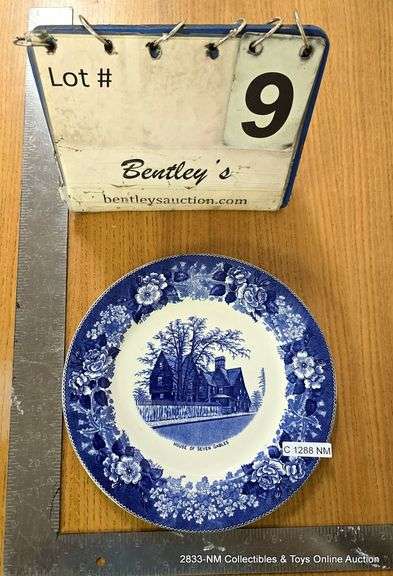 Lot #
9
Bentley's
bentleysauction.com
HOUSE OF SEVEN GABLES
C 1288 NM
2833-NM Collectibles & Toys Online Auction